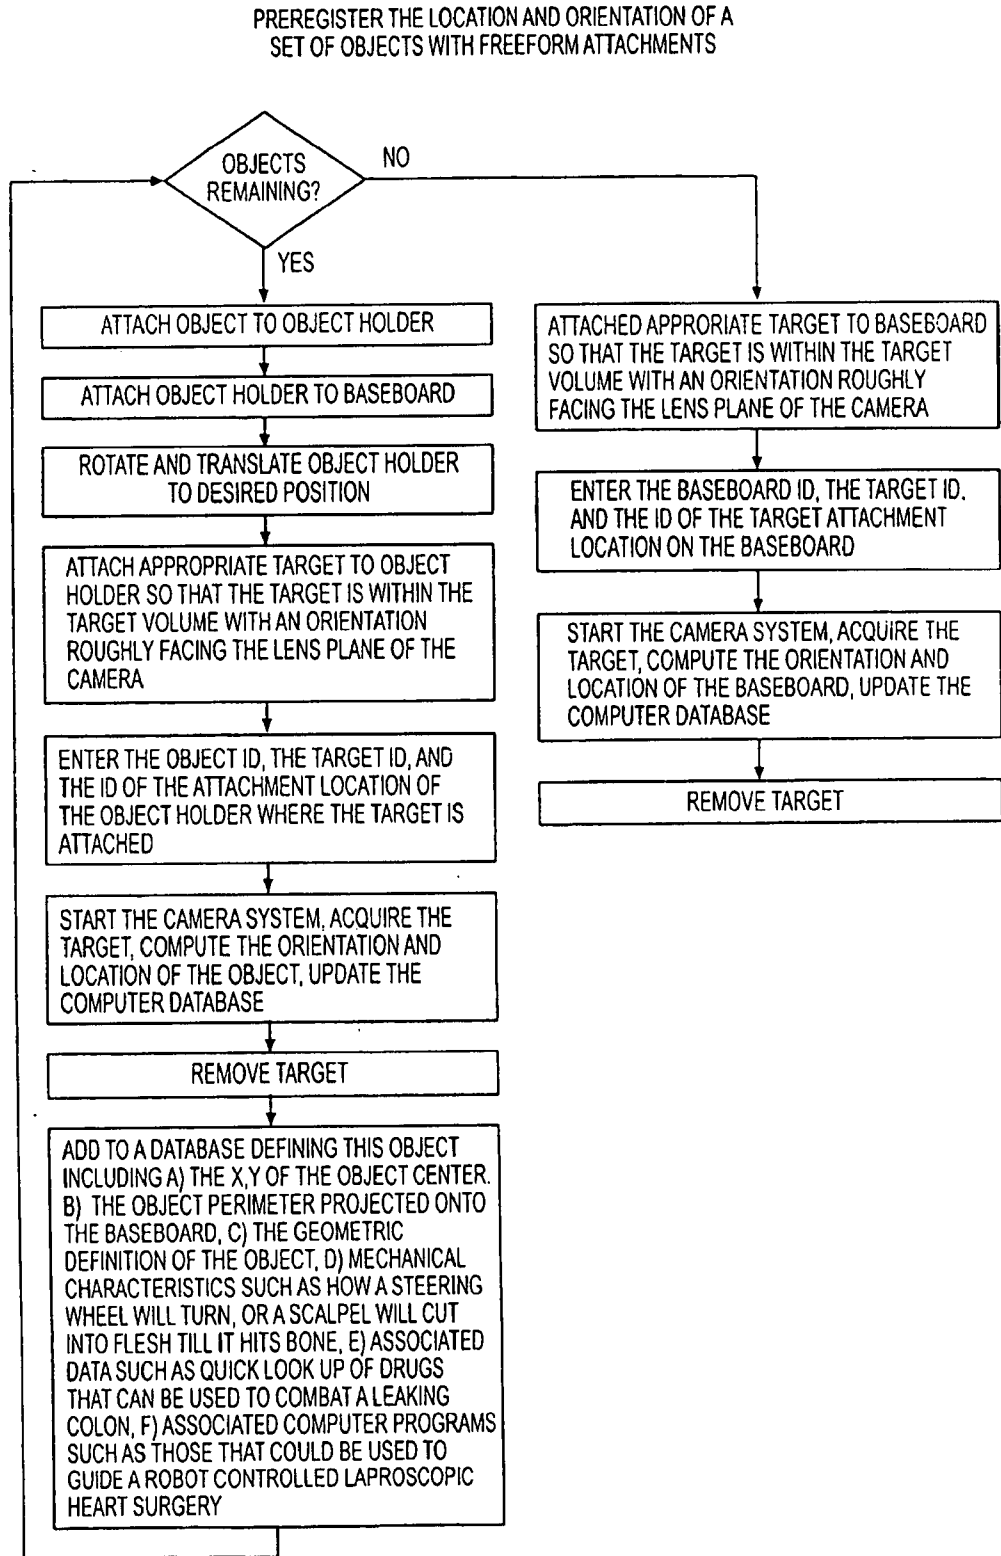 PREREGISTER THE LOCATION AND ORIENTATION OF A
SET OF OBJECTS WITH FREEFORM ATTACHMENTS
OBJECTS
REMAINING?
NO
YES
ATTACH OBJECT TO OBJECT HOLDER
ATTACH OBJECT HOLDER TO BASEBOARD
ROTATE AND TRANSLATE OBJECT HOLDER
TO DESIRED POSITION
ATTACH APPROPRIATE TARGET TO OBJECT
HOLDER SO THAT THE TARGET IS WITHIN THE
TARGET VOLUME WITH AN ORIENTATION
ROUGHLY FACING THE LENS PLANE OF THE
CAMERA
ENTER THE OBJECT ID, THE TARGET ID, AND
THE ID OF THE ATTACHMENT LOCATION OF
THE OBJECT HOLDER WHERE THE TARGET IS
ATTACHED
START THE CAMERA SYSTEM, ACQUIRE THE
TARGET, COMPUTE THE ORIENTATION AND
LOCATION OF THE OBJECT, UPDATE THE
COMPUTER DATABASE
REMOVE TARGET
ADD TO A DATABASE DEFINING THIS OBJECT
INCLUDING A) THE X,Y OF THE OBJECT CENTER.
B) THE OBJECT PERIMETER PROJECTED ONTO
THE BASEBOARD, C) THE GEOMETRIC
DEFINITION OF THE OBJECT, D) MECHANICAL
CHARACTERISTICS SUCH AS HOW A STEERING
WHEEL WILL TURN, OR A SCALPEL WILL CUT
INTO FLESH TILL IT HITS BONE, E) ASSOCIATED
DATA SUCH AS QUICK LOOK UP OF DRUGS
THAT CAN BE USED TO COMBAT A LEAKING
COLON, F) ASSOCIATED COMPUTER PROGRAMS
SUCH AS THOSE THAT COULD BE USED TO
GUIDE A ROBOT CONTROLLED LAPROSCOPIC
HEART SURGERY
ATTACHED APPRORIATE TARGET TO BASEBOARD
SO THAT THE TARGET IS WITHIN THE TARGET
VOLUME WITH AN ORIENTATION ROUGHLY
FACING THE LENS PLANE OF THE CAMERA
ENTER THE BASEBOARD ID, THE TARGET ID,
AND THE ID OF THE TARGET ATTACHMENT
LOCATION ON THE BASEBOARD
START THE CAMERA SYSTEM, ACQUIRE THE
TARGET, COMPUTE THE ORIENTATION AND
LOCATION OF THE BASEBOARD, UPDATE THE
COMPUTER DATABASE
REMOVE TARGET